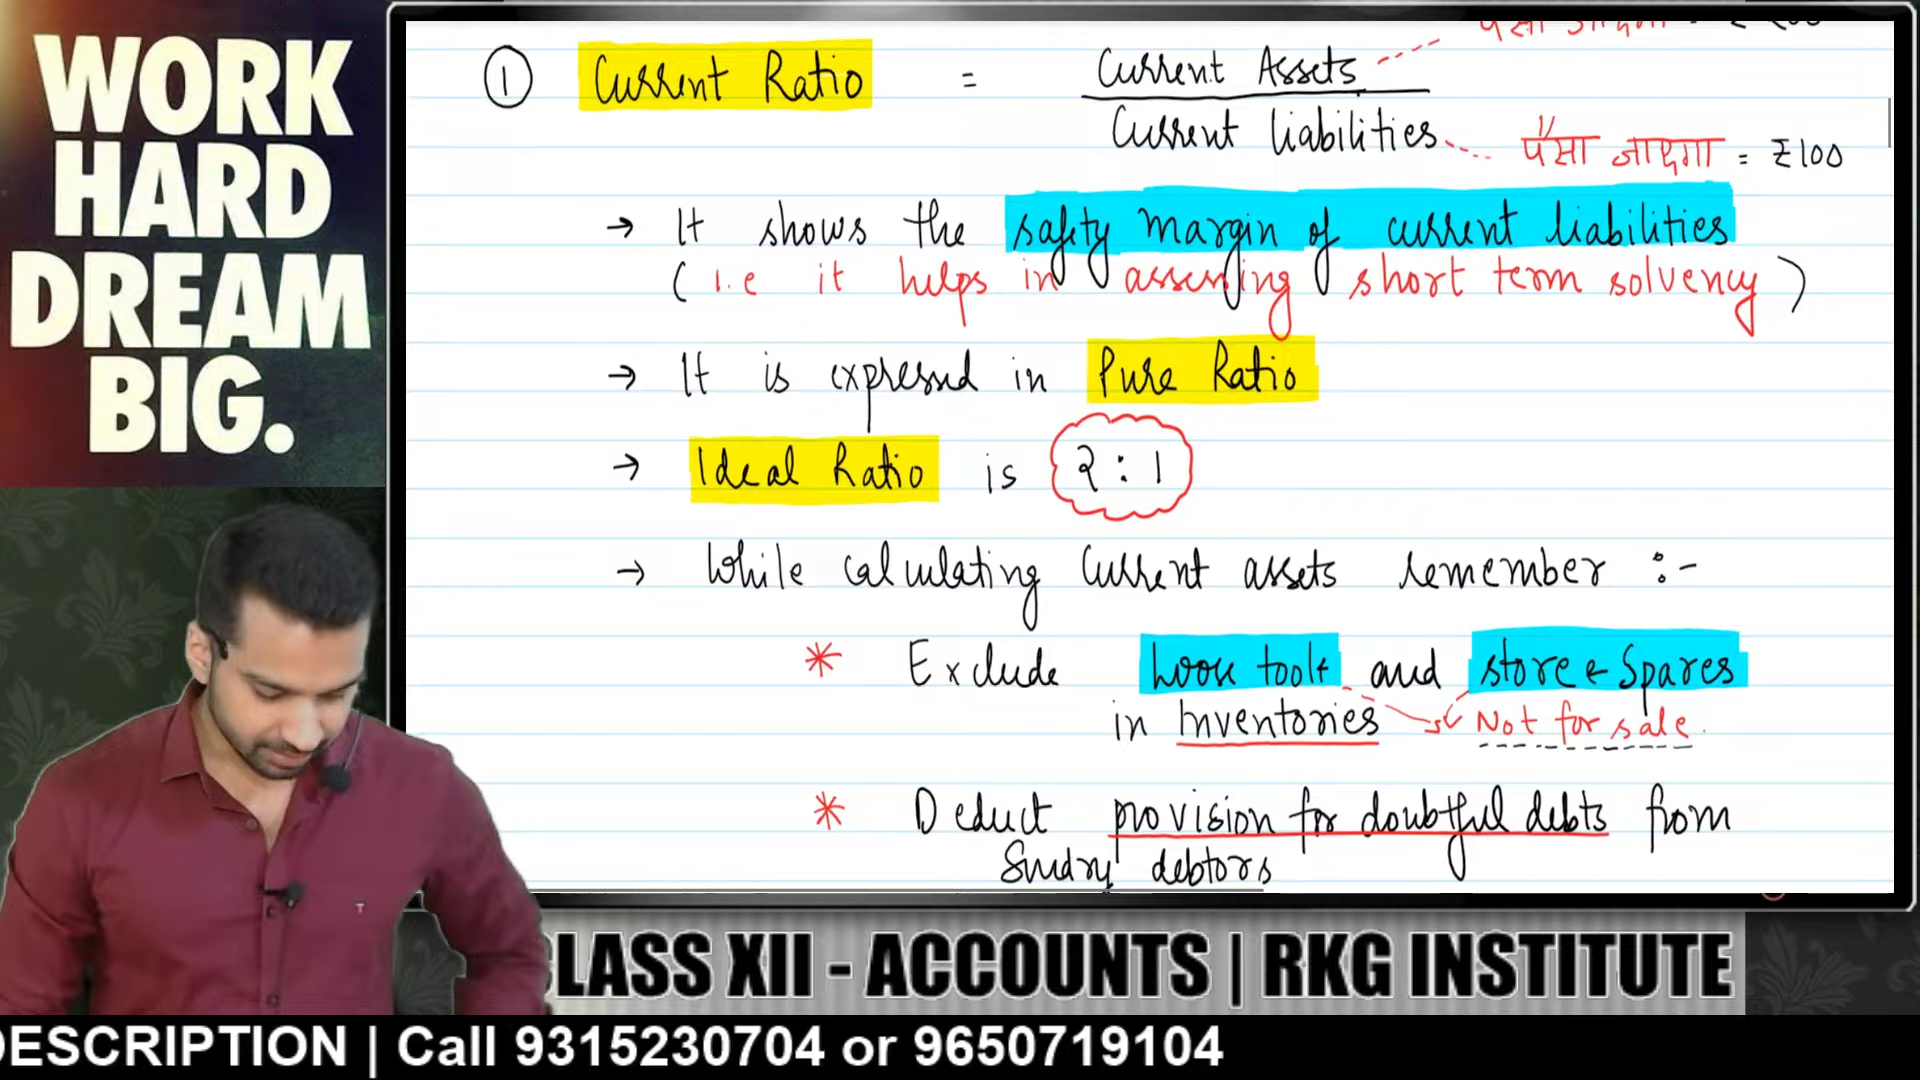 WORK
HARD
DREAM
BIG.
① Current Ratio = Current Assets
Current liabilities पैसा जाएगा = ₹100
→ It shows the safety margin of current liabilities
( i.e it helps in assessing short term solvency )
→ It is expressed in Pure Ratio
→ Ideal Ratio is 2 : 1
→ While calculating current assets remember :-
* Exclude loose tools and store & Spares
in Inventories Not for sale.
* Deduct provision for doubtful debts from
Sundry debtors
CLASS XII - ACCOUNTS | RKG INSTITUTE
DESCRIPTION | Call 9315230704 or 9650719104